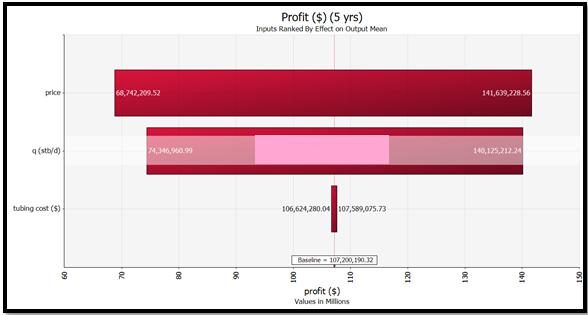 Profit ($) (5 yrs)
Inputs Ranked By Effect on Output Mean
price
68,742,209.52
141,639,228.56
q (stb/d)
74,346,960.99
140,125,212.24
tubing cost ($)
106,624,280.04
107,589,075.73
Baseline = 107,200,190.32
60
70
80
90
100
110
120
130
140
150
profit ($)
Values in Millions